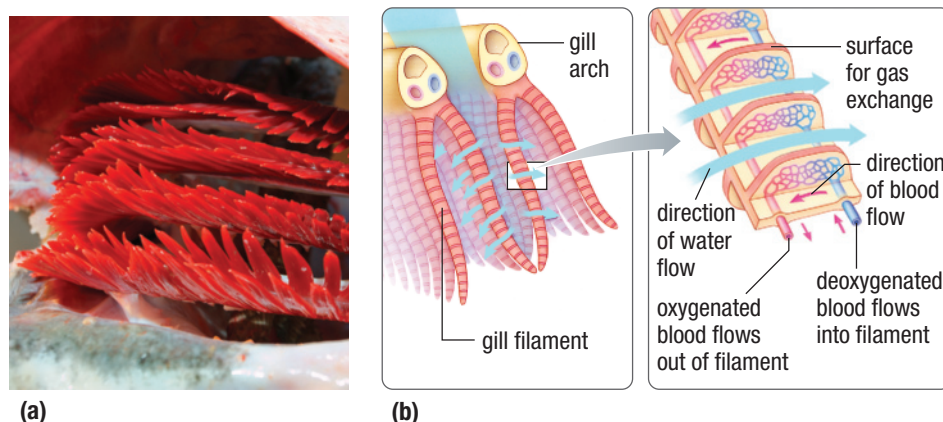 gill
arch
gill filament
surface
for gas
exchange
direction
of blood
flow
direction
of water
flow
oxygenated
blood flows
out of filament
deoxygenated
blood flows
into filament
(a)
(b)